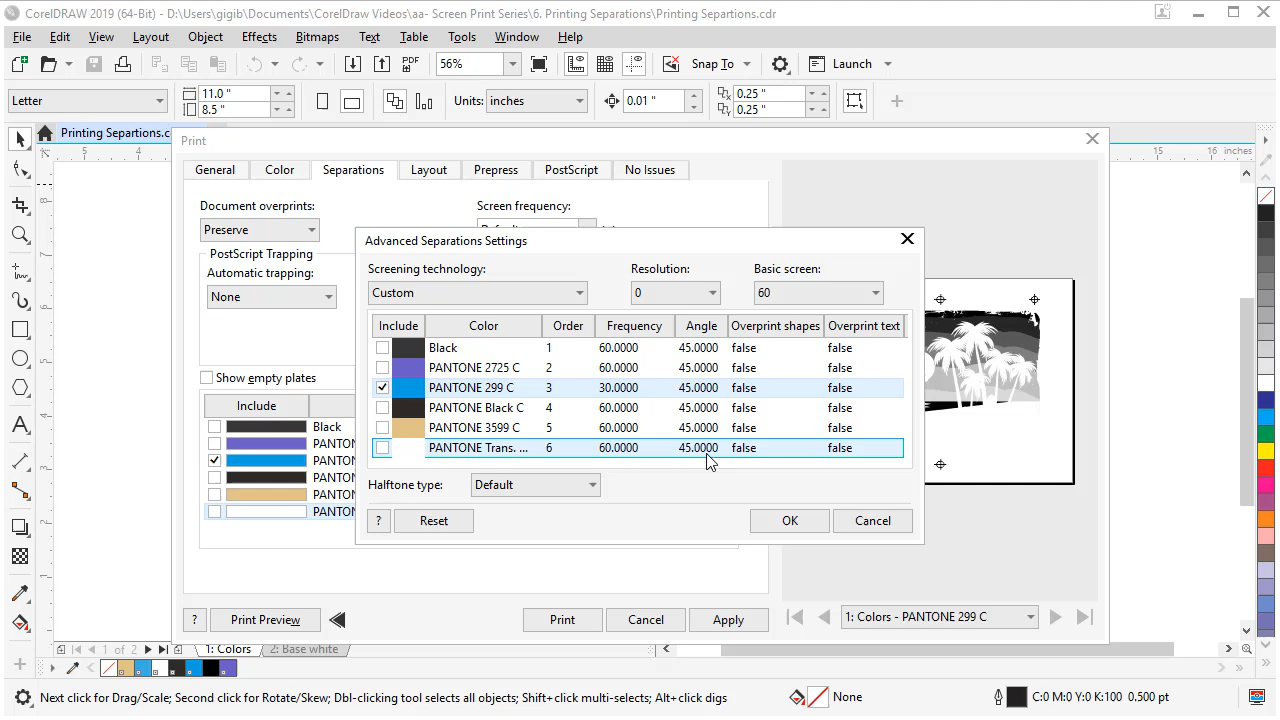 CorelDRAW 2019 (64-Bit) - D:\Users\gigib\Documents\CorelDraw Videos\aa- Screen Print Series\6. Printing Separations\Printing Separtions.cdr
File Edit View Layout Object Effects Bitmaps Text Table Tools Window Help
PDF 56% Snap To Launch
Letter 11.0 " 8.5 " Units: inches 0.01 " 0.25 " 0.25 "
Printing Separtions.c
5 4 15 16 inches
Print
General Color Separations Layout Prepress PostScript No Issues
Document overprints: Screen frequency:
Preserve
PostScript Trapping
Automatic trapping:
None
Show empty plates
Include
Black
PANTO
PANTO
PANTO
PANTO
PANTO
Advanced Separations Settings
Screening technology: Resolution: Basic screen:
Custom 0 60
Include Color Order Frequency Angle Overprint shapes Overprint text
Black 1 60.0000 45.0000 false false
PANTONE 2725 C 2 60.0000 45.0000 false false
PANTONE 299 C 3 30.0000 45.0000 false false
PANTONE Black C 4 60.0000 45.0000 false false
PANTONE 3599 C 5 60.0000 45.0000 false false
PANTONE Trans. ... 6 60.0000 45.0000 false false
Halftone type: Default
? Reset OK Cancel
? Print Preview Print Cancel Apply 1: Colors - PANTONE 299 C
1 of 2 1: Colors 2: Base white
Next click for Drag/Scale; Second click for Rotate/Skew; Dbl-clicking tool selects all objects; Shift+click multi-selects; Alt+click digs None C:0 M:0 Y:0 K:100 0.500 pt